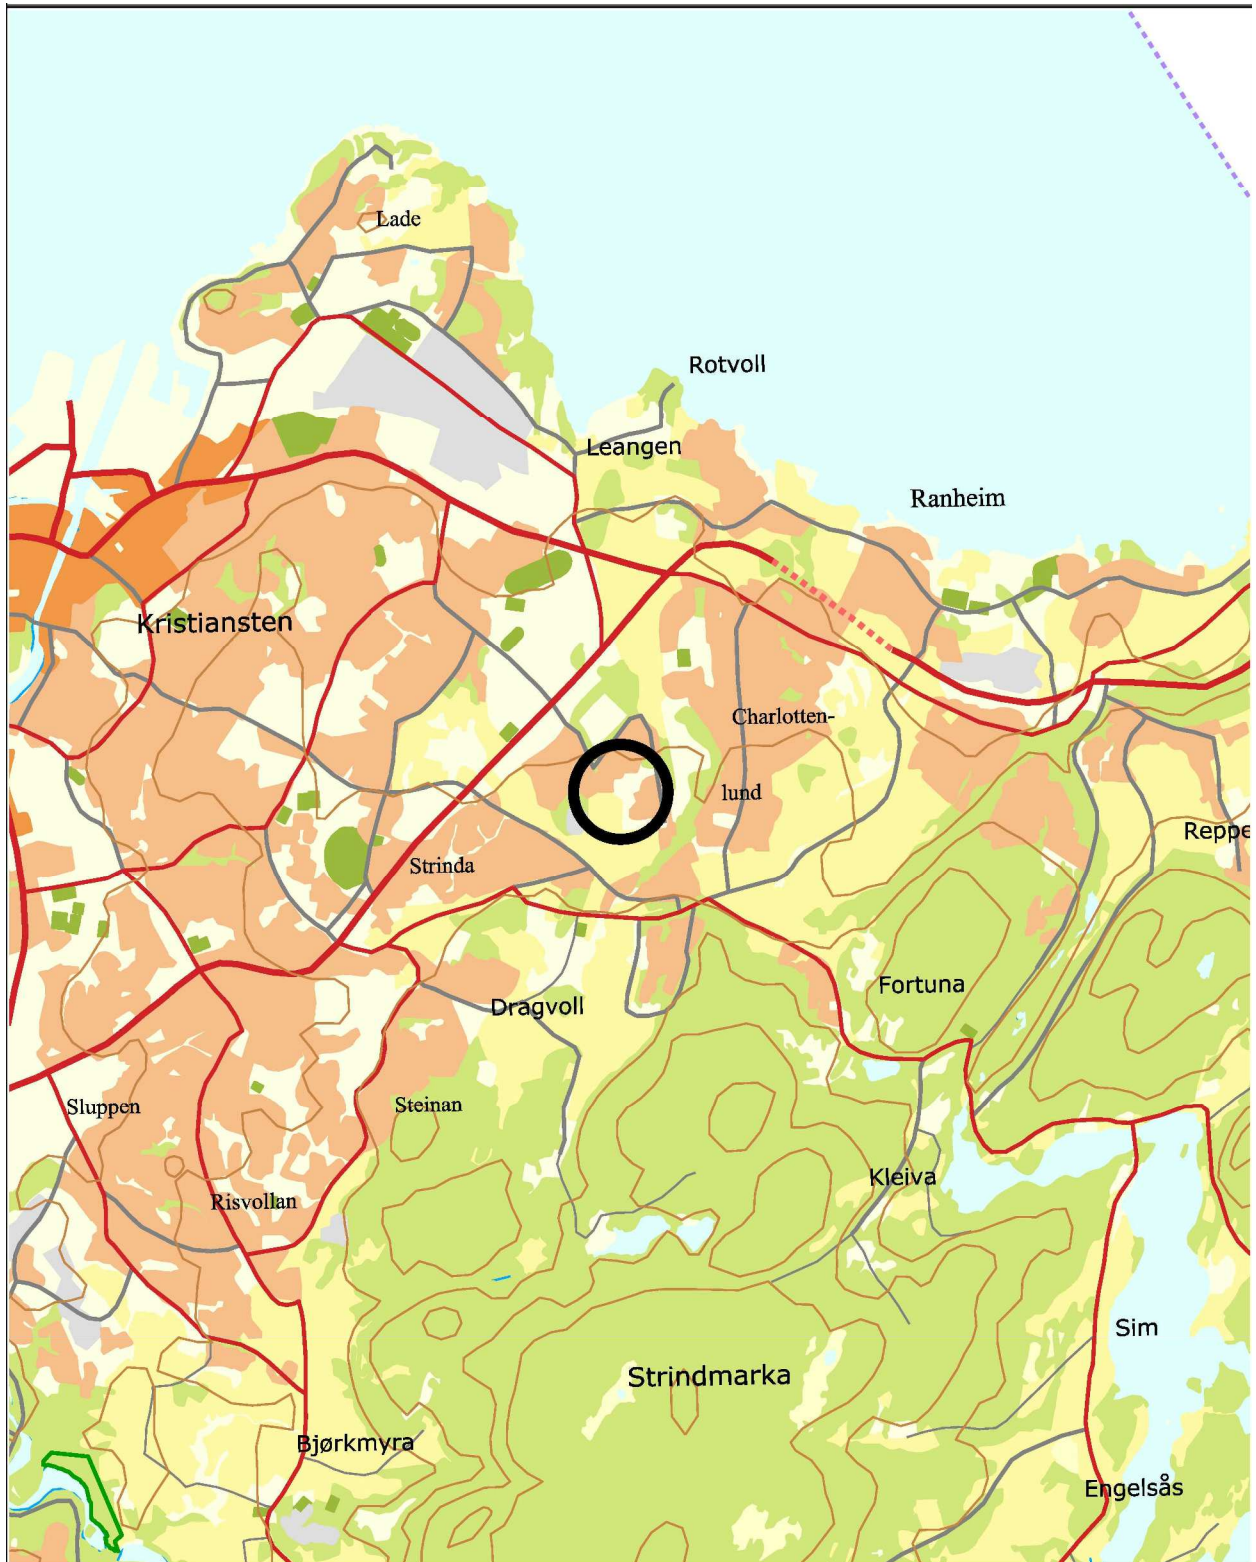 Lade
Rotvoll
Leangen
Ranheim
Kristiansten
Charlotten-
lund
Reppe
Strinda
Fortuna
Dragvoll
Sluppen
Steinan
Kleiva
Risvollan
Sim
Strindmarka
Bjørkmyra
Engelsås